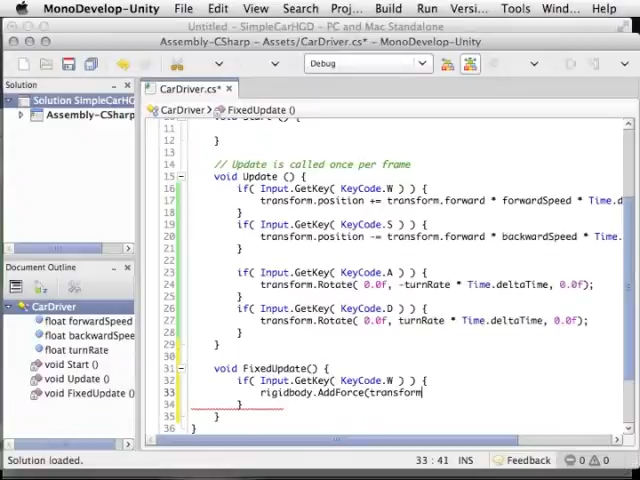 MonoDevelop-Unity File Edit View Search Project Build Run Versi... Tools Wind... Help
Untitled - SimpleCarHGD - PC and Mac Standalone
Assembly-CSharp - Assets/CarDriver.cs* - MonoDevelop-Unity
Debug
Solution
CarDriver.cs*
Solution SimpleCarHGD
Assembly-CSharp
CarDriver
FixedUpdate ()
void Start () {
11
12 }
13
14 // Update is called once per frame
15 void Update () {
16 if( Input.GetKey( KeyCode.W ) ) {
17 transform.position += transform.forward * forwardSpeed * Time.d
18 }
19 if( Input.GetKey( KeyCode.S ) ) {
20 transform.position -= transform.forward * backwardSpeed * Time.
21 }
22
23 if( Input.GetKey( KeyCode.A ) ) {
24 transform.Rotate( 0.0f, -turnRate * Time.deltaTime, 0.0f);
25 }
26 if( Input.GetKey( KeyCode.D ) ) {
27 transform.Rotate( 0.0f, turnRate * Time.deltaTime, 0.0f);
28 }
29 }
30
31 void FixedUpdate() {
32 if( Input.GetKey( KeyCode.W ) ) {
33 rigidbody.AddForce(transform
34 }
35 }
36 }
Document Outline
CarDriver
float forwardSpeed
float backwardSpee
float turnRate
void Start ()
void Update ()
void FixedUpdate ()
Solution loaded.
33 : 41 INS
Feedback
0 0